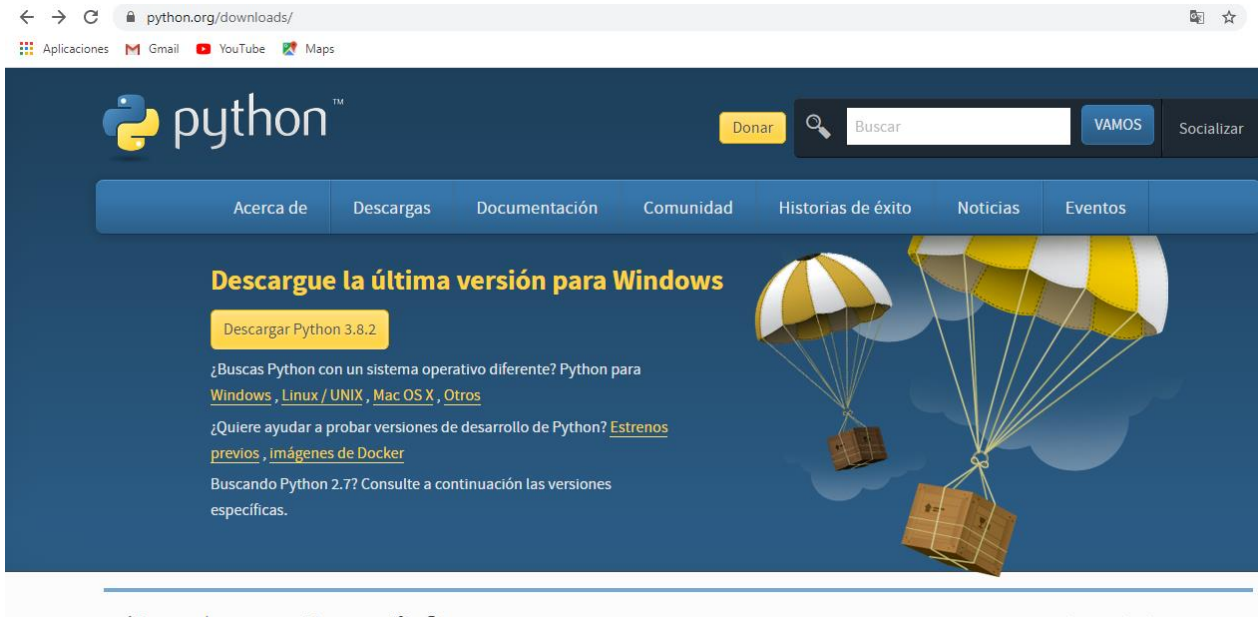 python.org/downloads/
Aplicaciones Gmail YouTube Maps
python™
Donar
Buscar
VAMOS
Socializar
Acerca de Descargas Documentación Comunidad Historias de éxito Noticias Eventos
Descargue la última versión para Windows
Descargar Python 3.8.2
¿Buscas Python con un sistema operativo diferente? Python para
Windows , Linux / UNIX , Mac OS X , Otros
¿Quiere ayudar a probar versiones de desarrollo de Python? Estrenos
previos , imágenes de Docker
Buscando Python 2.7? Consulte a continuación las versiones
específicas.